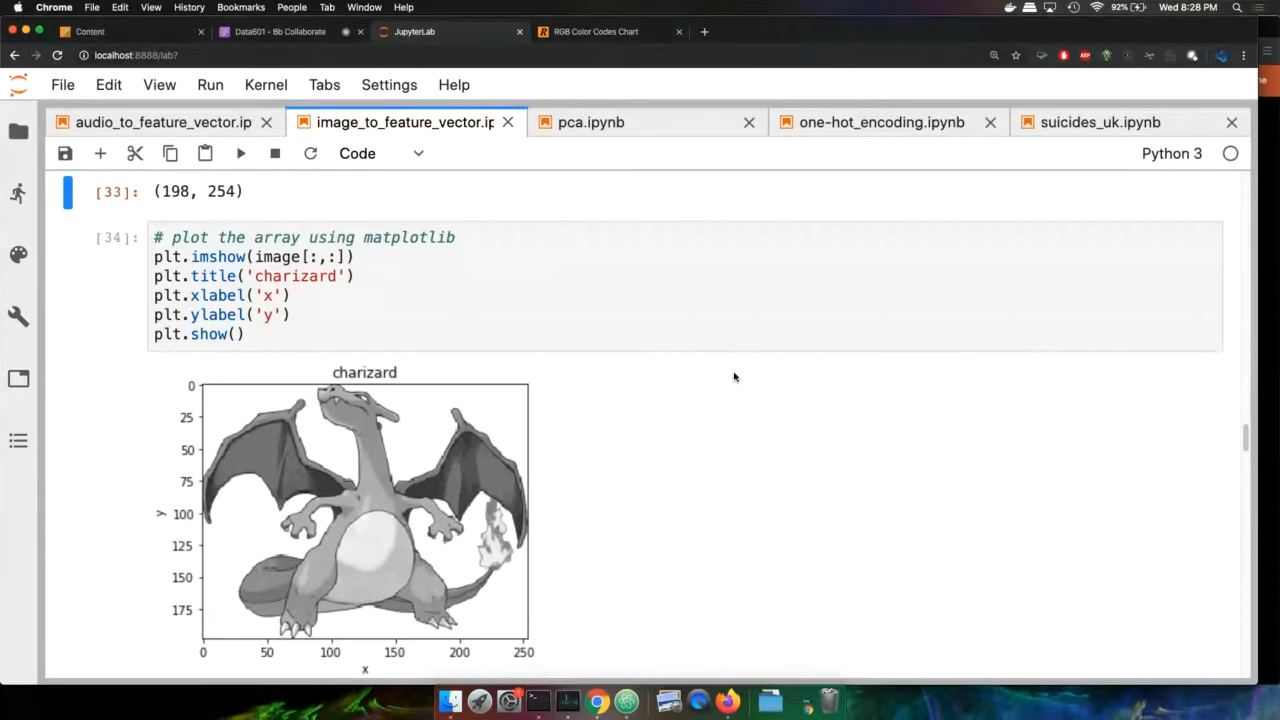 Chrome File Edit View History Bookmarks People Tab Window Help 92% Wed 8:28 PM
Content Data601 - Bb Collaborate JupyterLab RGB Color Codes Chart
localhost:8888/lab?
ABP
File Edit View Run Kernel Tabs Settings Help
audio_to_feature_vector.ip image_to_feature_vector.ip pca.ipynb one-hot_encoding.ipynb suicides_uk.ipynb
Code Python 3
[33]: (198, 254)
[34]: # plot the array using matplotlib
plt.imshow(image[:,:])
plt.title('charizard')
plt.xlabel('x')
plt.ylabel('y')
plt.show()
charizard
0
25
50
75
y 100
125
150
175
0 50 100 150 200 250
x